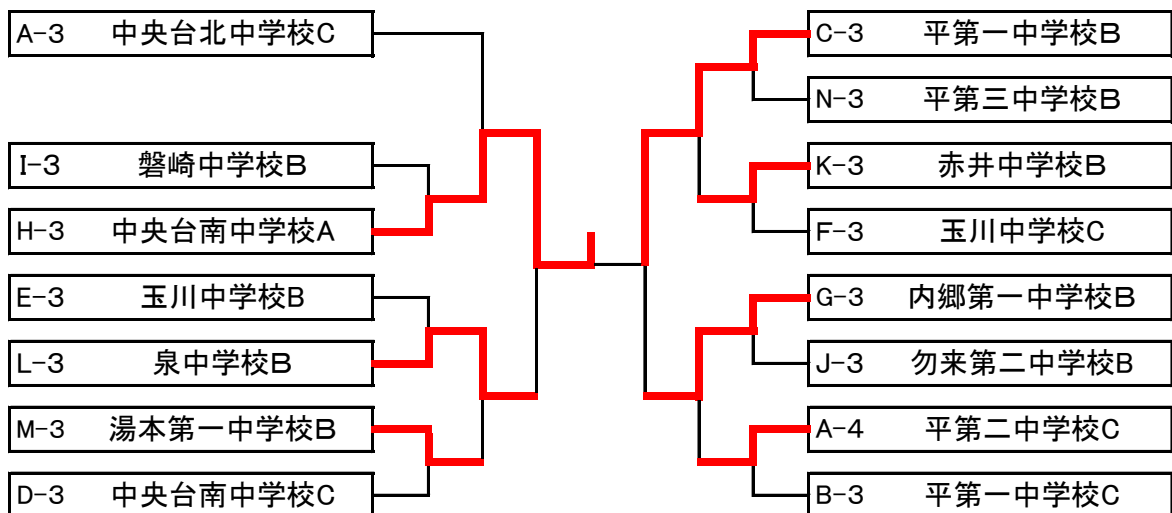 A-3 中央台北中学校C
I-3 磐崎中学校B
H-3 中央台南中学校A
E-3 玉川中学校B
L-3 泉中学校B
M-3 湯本第一中学校B
D-3 中央台南中学校C
C-3 平第一中学校B
N-3 平第三中学校B
K-3 赤井中学校B
F-3 玉川中学校C
G-3 内郷第一中学校B
J-3 勿来第二中学校B
A-4 平第二中学校C
B-3 平第一中学校C